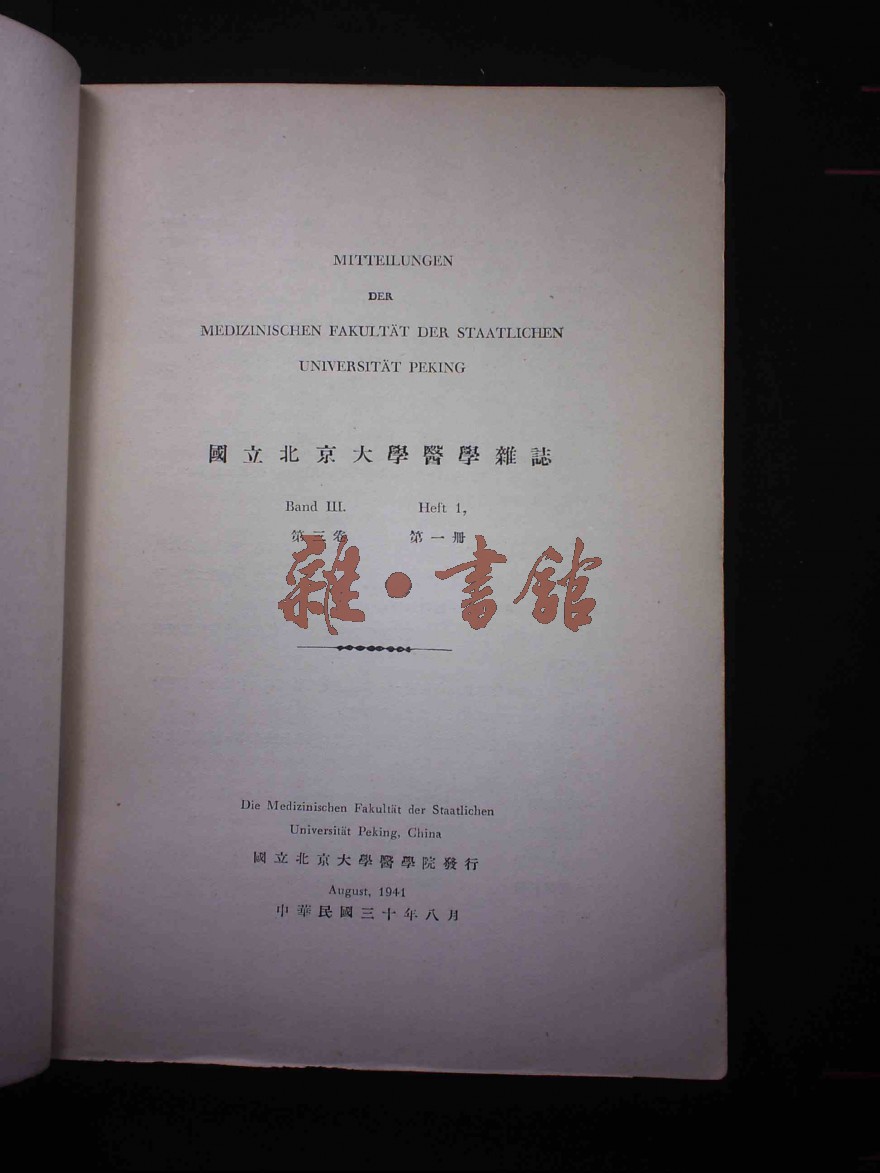 MITTEILUNGEN
DER
MEDIZINISCHEN FAKULTÄT DER STAATLICHEN
UNIVERSITÄT PEKING
國立北京大學醫學雜誌
Band III. Heft 1,
第三卷 第一冊
雜·書館
Die Medizinischen Fakultät der Staatlichen
Universität Peking, China
國立北京大學醫學院發行
August, 1941
中華民國三十年八月